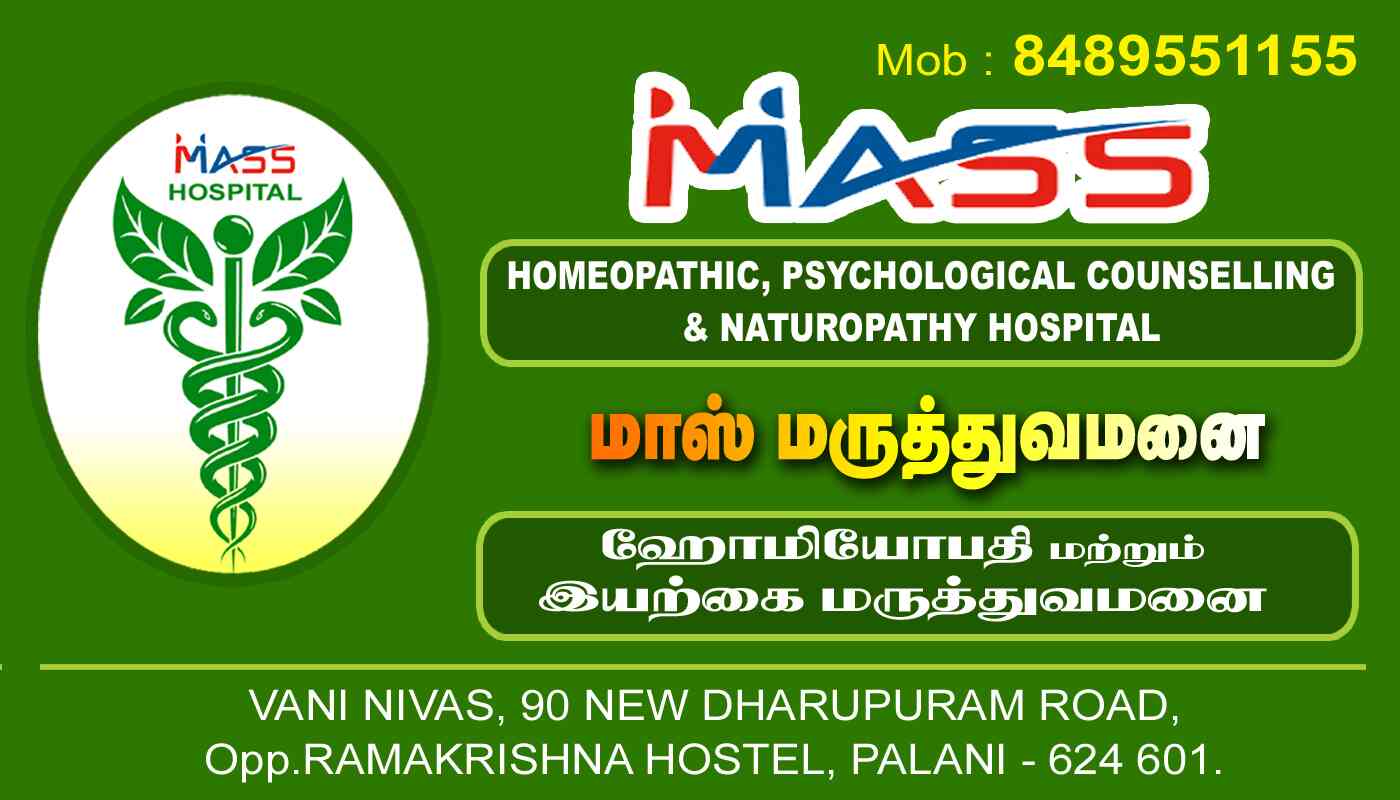 Mob : 8489551155
MASS
HOSPITAL
MASS
HOMEOPATHIC, PSYCHOLOGICAL COUNSELLING
& NATUROPATHY HOSPITAL
மாஸ் மருத்துவமனை
ஹோமியோபதி மற்றும்
இயற்கை மருத்துவமனை
VANI NIVAS, 90 NEW DHARUPURAM ROAD,
Opp.RAMAKRISHNA HOSTEL, PALANI - 624 601.